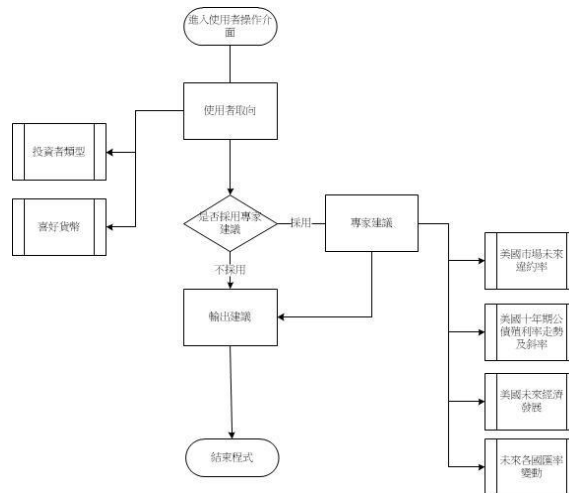 進入使用者操作介
面
使用者取向
投資者類型
喜好貨幣
是否採用專家
建議
採用
專家建議
不採用
輸出建議
美國市場未來
違約率
美國十年期公
債殖利率走勢
及斜率
美國未來經濟
發展
未來各國匯率
變動
結束程式